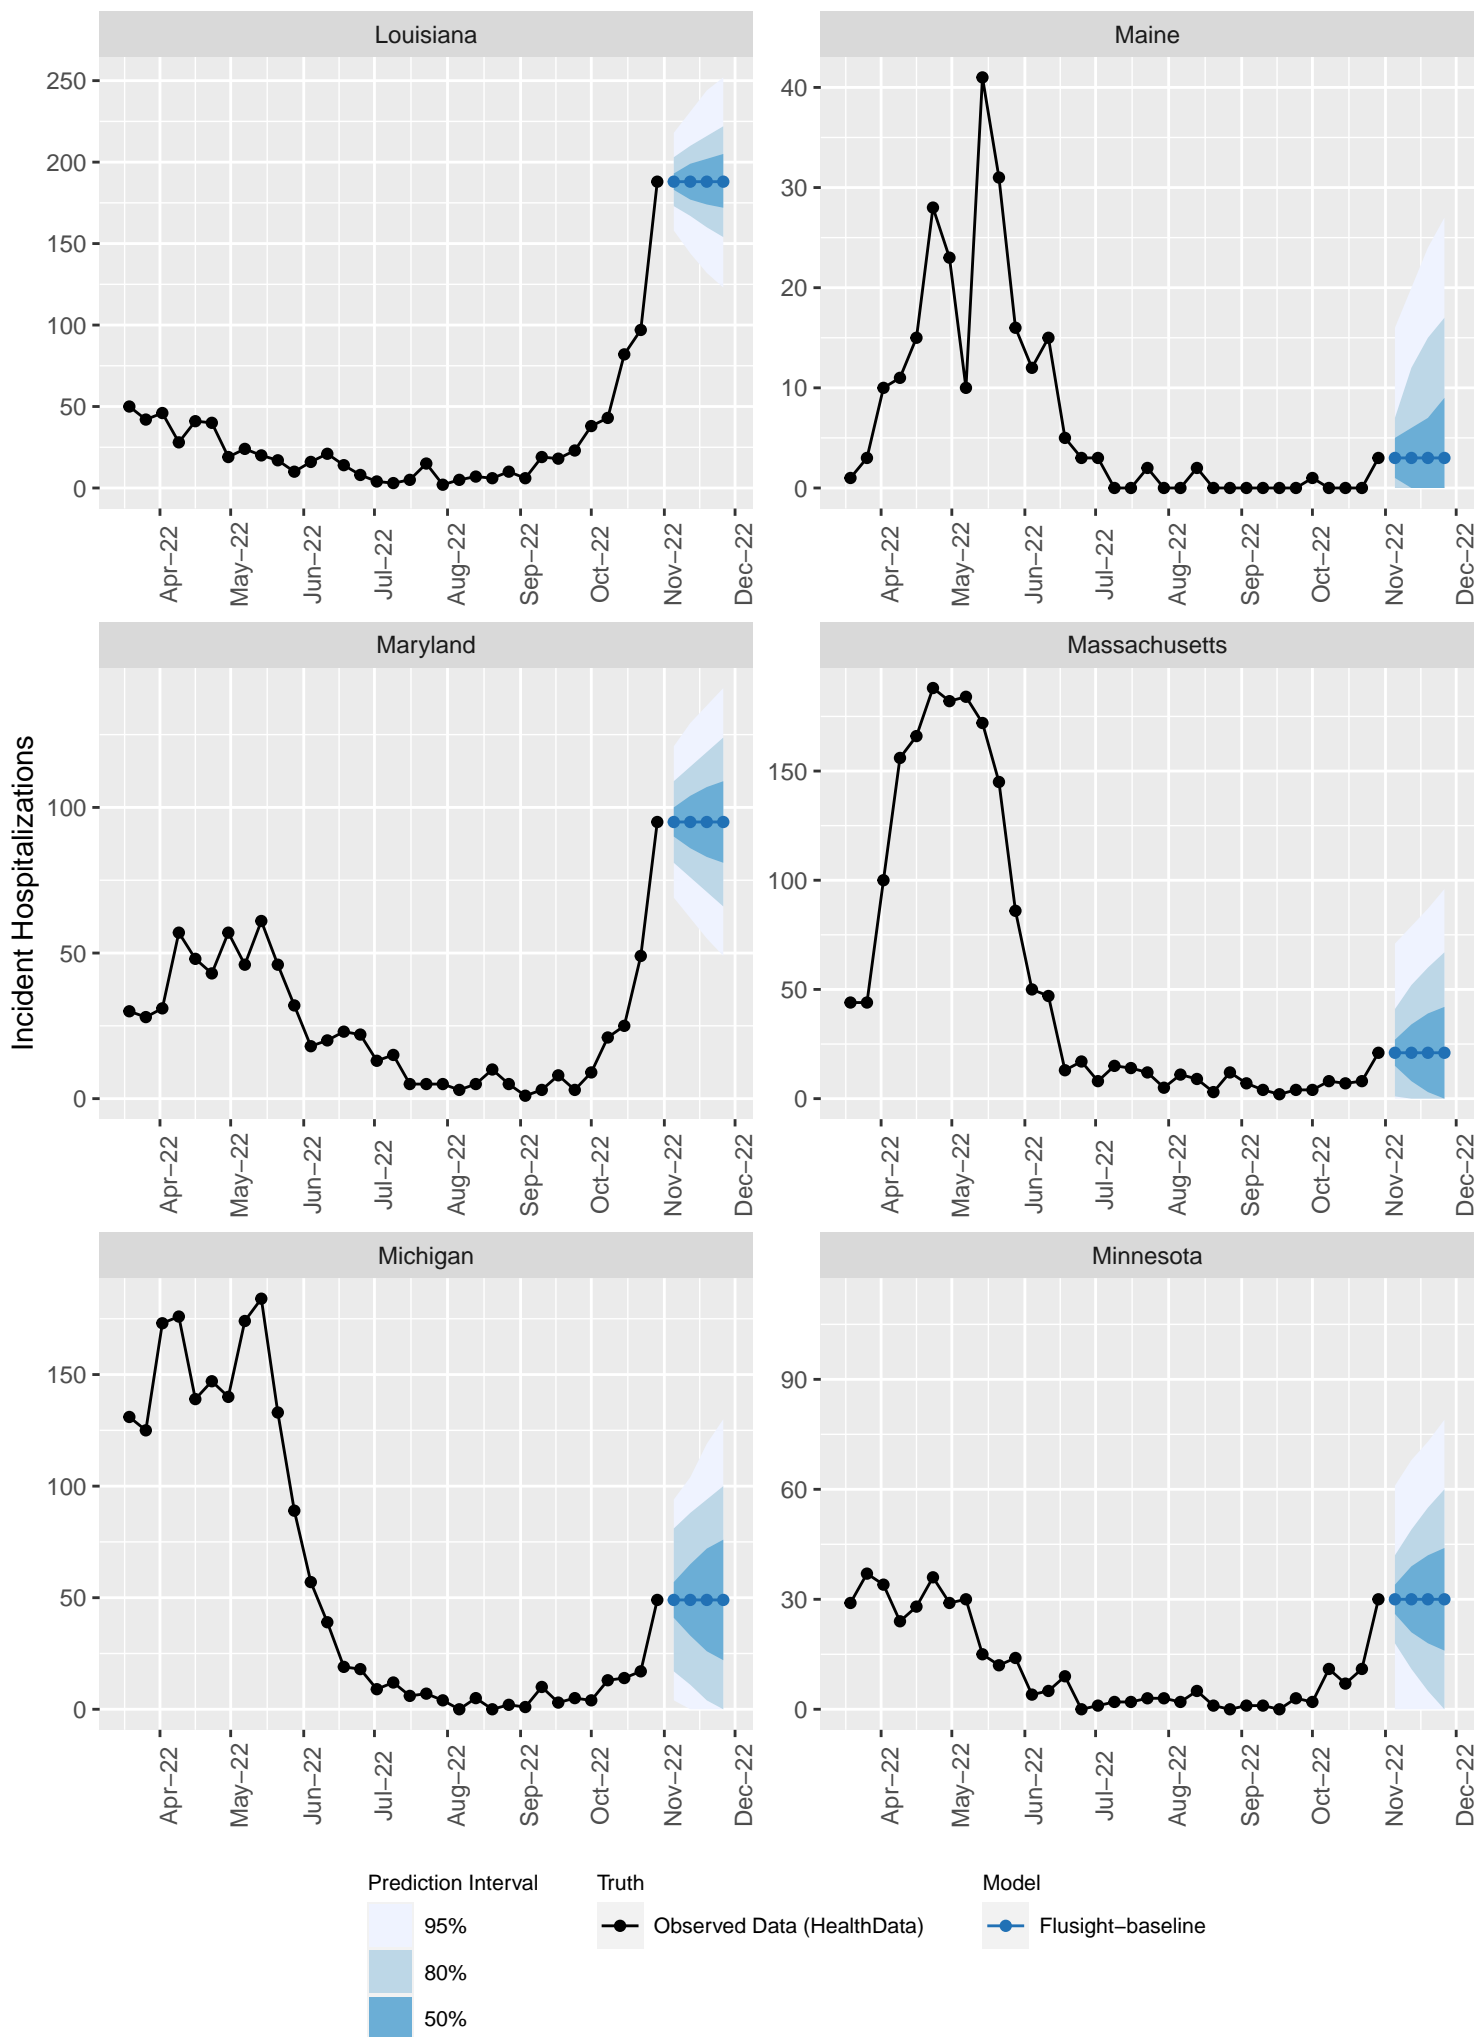 Louisiana
Maine
250
200
150
100
50
0
40
30
20
10
0
Apr−22
May−22
Jun−22
Jul−22
Aug−22
Sep−22
Oct−22
Nov−22
Dec−22
Apr−22
May−22
Jun−22
Jul−22
Aug−22
Sep−22
Oct−22
Nov−22
Dec−22
Incident Hospitalizations
Maryland
Massachusetts
100
50
0
150
100
50
0
Apr−22
May−22
Jun−22
Jul−22
Aug−22
Sep−22
Oct−22
Nov−22
Dec−22
Apr−22
May−22
Jun−22
Jul−22
Aug−22
Sep−22
Oct−22
Nov−22
Dec−22
Michigan
Minnesota
150
100
50
0
90
60
30
0
Apr−22
May−22
Jun−22
Jul−22
Aug−22
Sep−22
Oct−22
Nov−22
Dec−22
Apr−22
May−22
Jun−22
Jul−22
Aug−22
Sep−22
Oct−22
Nov−22
Dec−22
Prediction Interval
95%
80%
50%
Truth
Observed Data (HealthData)
Model
Flusight−baseline